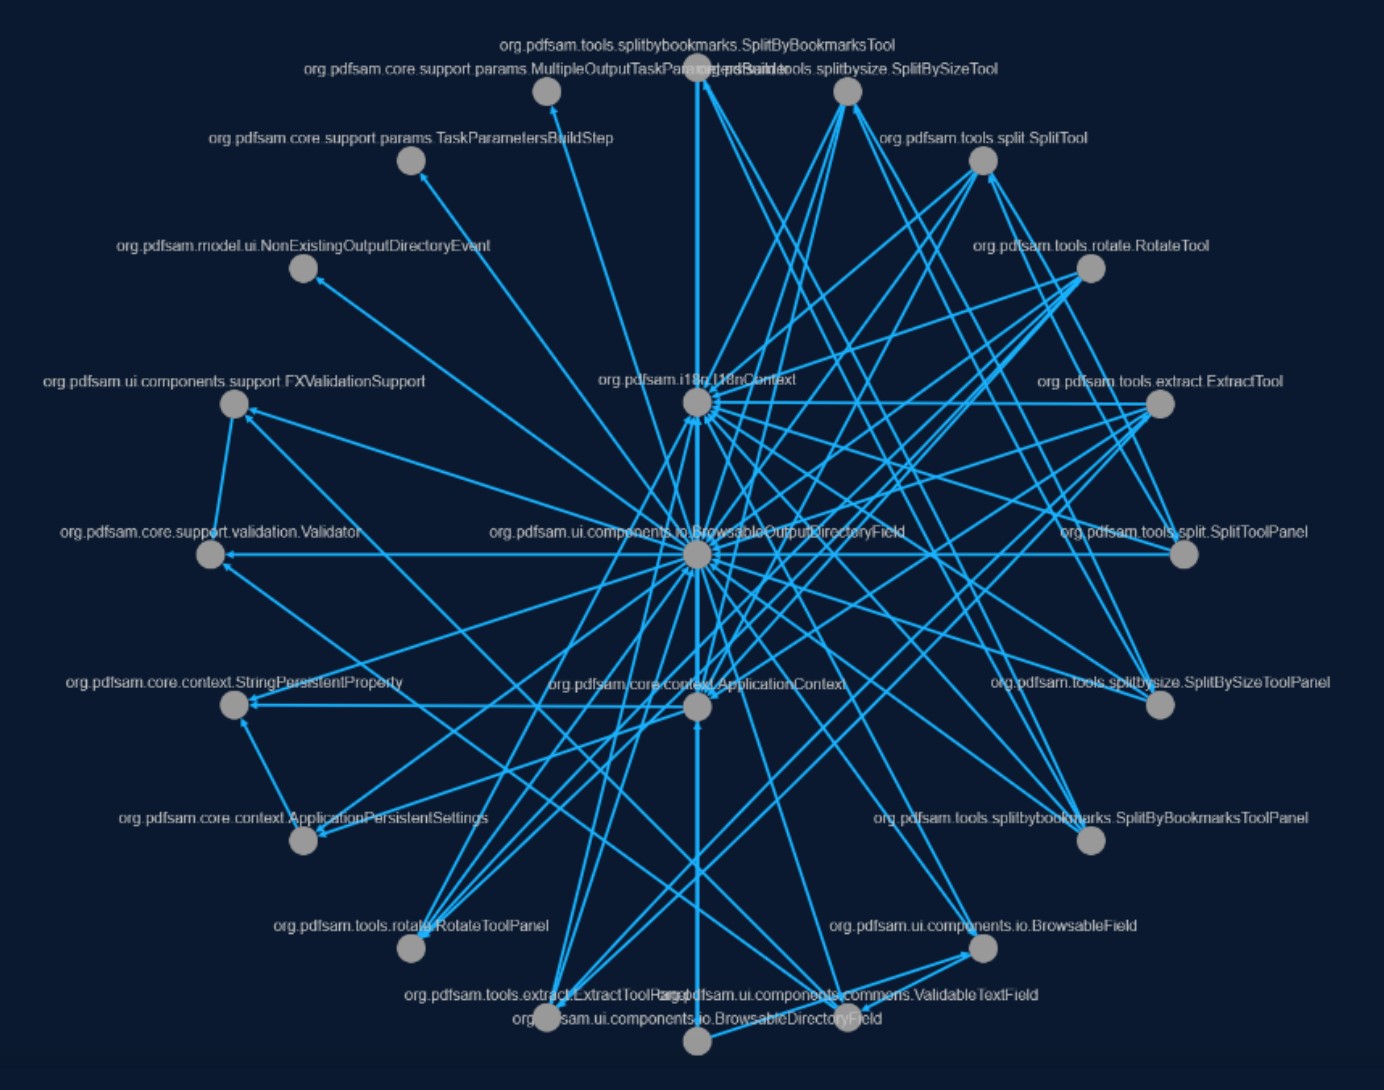 org.pdfsam.tools.splitbybookmarks.SplitByBookmarksTool
org.pdfsam.core.support.params.MultipleOutputTaskParametersBuilder
org.pdfsam.tools.splitbysize.SplitBySizeTool
org.pdfsam.core.support.params.TaskParametersBuildStep
org.pdfsam.tools.split.SplitTool
org.pdfsam.model.ui.NonExistingOutputDirectoryEvent
org.pdfsam.tools.rotate.RotateTool
org.pdfsam.ui.components.support.FXValidationSupport
org.pdfsam.i18n.I18nContext
org.pdfsam.tools.extract.ExtractTool
org.pdfsam.core.support.validation.Validator
org.pdfsam.ui.components.io.BrowsableOutputDirectoryField
org.pdfsam.tools.split.SplitToolPanel
org.pdfsam.core.context.StringPersistentProperty
org.pdfsam.core.context.ApplicationContext
org.pdfsam.tools.splitbysize.SplitBySizeToolPanel
org.pdfsam.core.context.ApplicationPersistentSettings
org.pdfsam.tools.splitbybookmarks.SplitByBookmarksToolPanel
org.pdfsam.tools.rotate.RotateToolPanel
org.pdfsam.ui.components.io.BrowsableField
org.pdfsam.tools.extract.ExtractToolPanel
org.pdfsam.ui.components.commons.ValidableTextField
org.pdfsam.ui.components.io.BrowsableDirectoryField